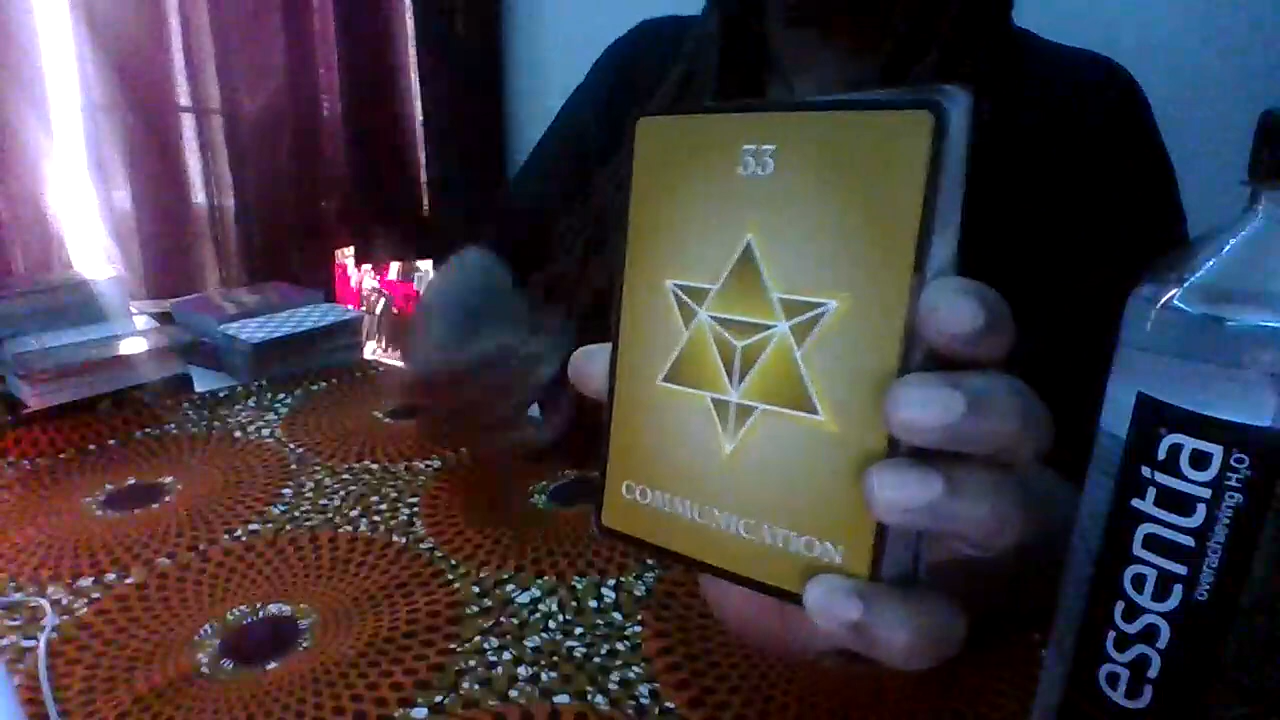 33
COMMUNICATION
essentia
overachieving H₂O